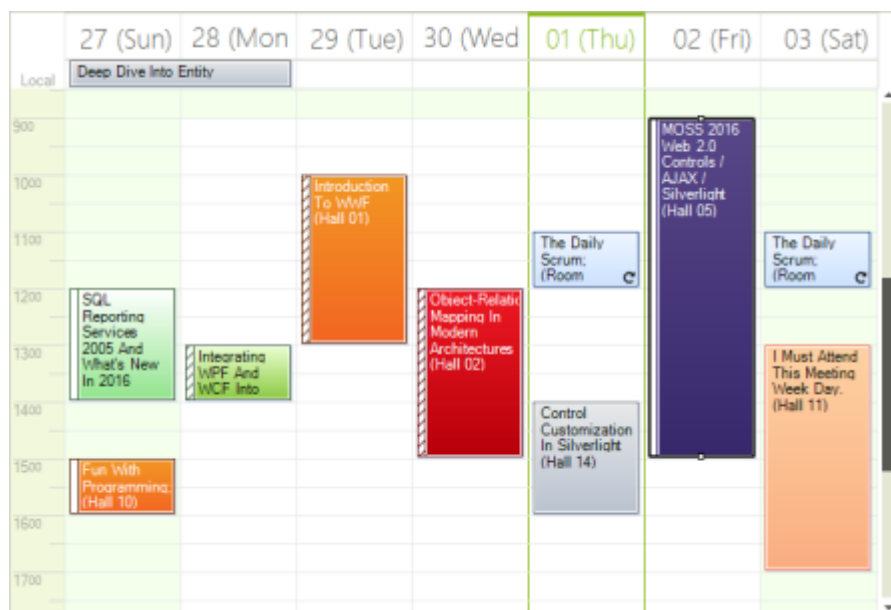 27 (Sun) 28 (Mon 29 (Tue) 30 (Wed 01 (Thu) 02 (Fri) 03 (Sat)
Local
Deep Dive Into Entity
900
1000
1100
1200
1300
1400
1500
1600
1700
SQL
Reporting
Services
2005 And
What's New
In 2016
Fun With
Programming;
(Hall 10)
Integrating
WPF And
WCF Into
Introduction
To WWF
(Hall 01)
Object-Relatic
Mapping In
Modern
Architectures
(Hall 02)
The Daily
Scrum;
(Room
Control
Customization
In Silverlight
(Hall 14)
MOSS 2016
Web 2.0
Controls /
AJAX /
Silverlight
(Hall 05)
The Daily
Scrum;
(Room
I Must Attend
This Meeting
Week Day.
(Hall 11)